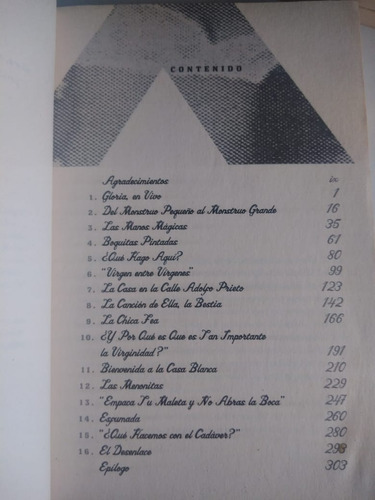 CONTENIDO
Agradecimientos ix
1. Gloria, en Vivo 1
2. Del Monstruo Pequeño al Monstruo Grande 16
3. Las Manos Mágicas 35
4. Boquitas Pintadas 61
5. ¿Qué Hago Aquí? 80
6. "Virgen entre Vírgenes" 99
7. La Casa en la Calle Adolfo Prieto 123
8. La Canción de Ella, la Bestia 142
9. La Chica Fea 166
10. ¿Y Por Qué es Que es Tan Importante
la Virginidad?" 191
11. Bienvenida a la Casa Blanca 210
12. Las Menonitas 229
13. "Empaca Tu Maleta y No Abras la Boca" 247
14. Esfumada 260
15. "¿Qué Hacemos con el Cadáver?" 280
16. El Desenlace 293
Epílogo 303